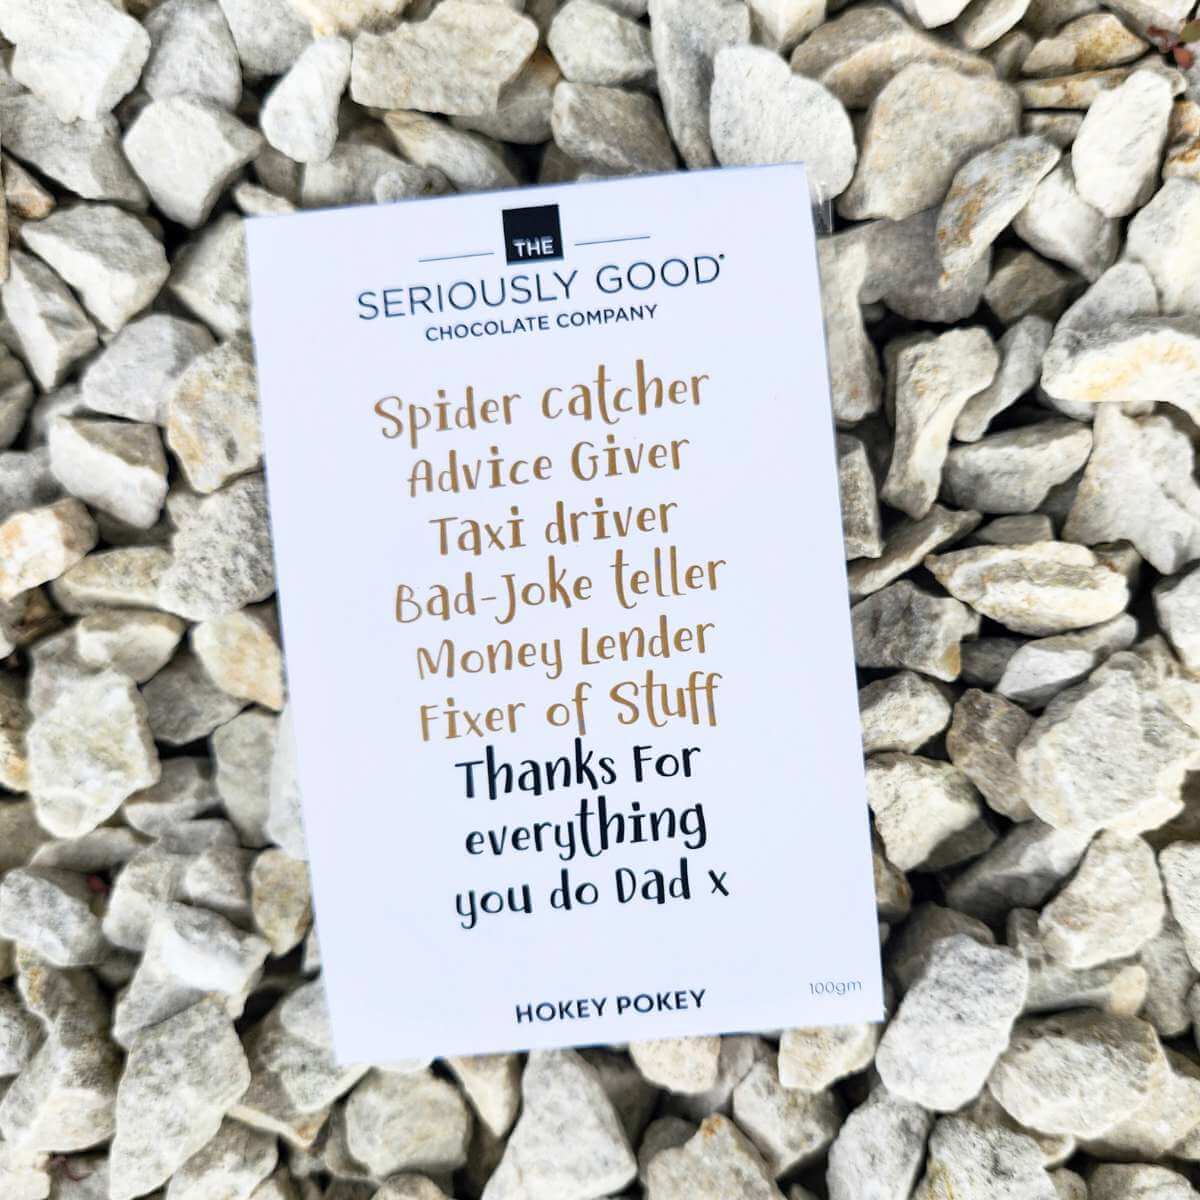 THE
SERIOUSLY GOOD
CHOCOLATE COMPANY
Spider catcher
Advice Giver
Taxi driver
Bad-Joke teller
Money Lender
Fixer of Stuff
Thanks For
everything
you do Dad x
HOKEY POKEY
100gm